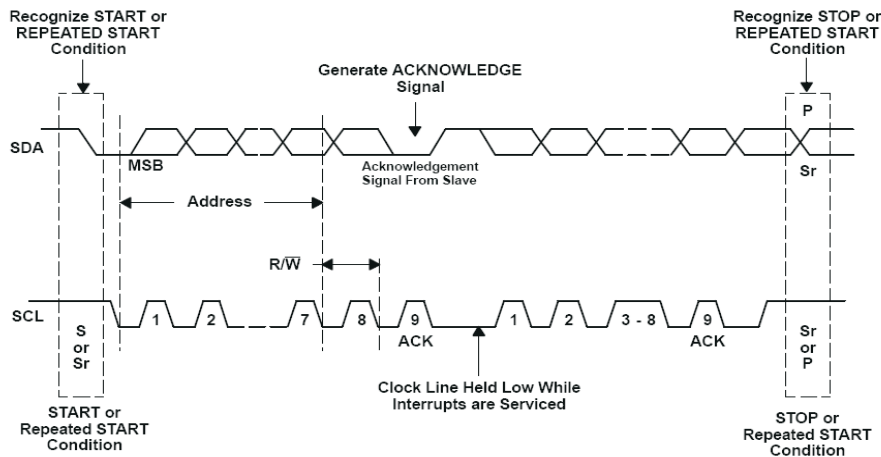 Recognize START or
REPEATED START
Condition
Recognize STOP or
REPEATED START
Condition
Generate ACKNOWLEDGE
Signal
P
SDA
MSB
Acknowledgement
Signal From Slave
Sr
Address
R/W̅
SCL
S
or
Sr
1
2
7
8
9
ACK
1
2
3 - 8
9
ACK
Sr
or
P
Clock Line Held Low While
Interrupts are Serviced
START or
Repeated START
Condition
STOP or
Repeated START
Condition